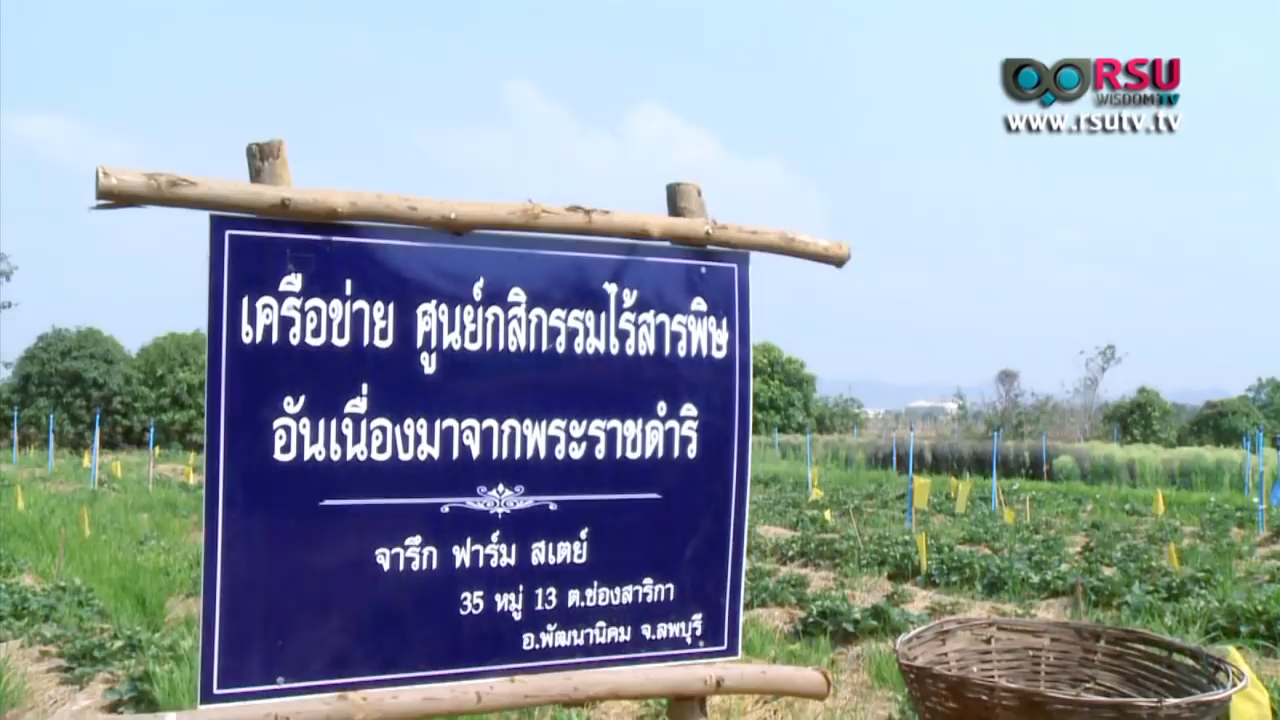 RSU
WISDOM TV
www.rsutv.tv
เครือข่าย ศูนย์กสิกรรมไร้สารพิษ
อันเนื่องมาจากพระราชดำริ
จารึก ฟาร์ม สเตย์
35 หมู่ 13 ต.ช่องสาริกา
อ.พัฒนานิคม จ.ลพบุรี